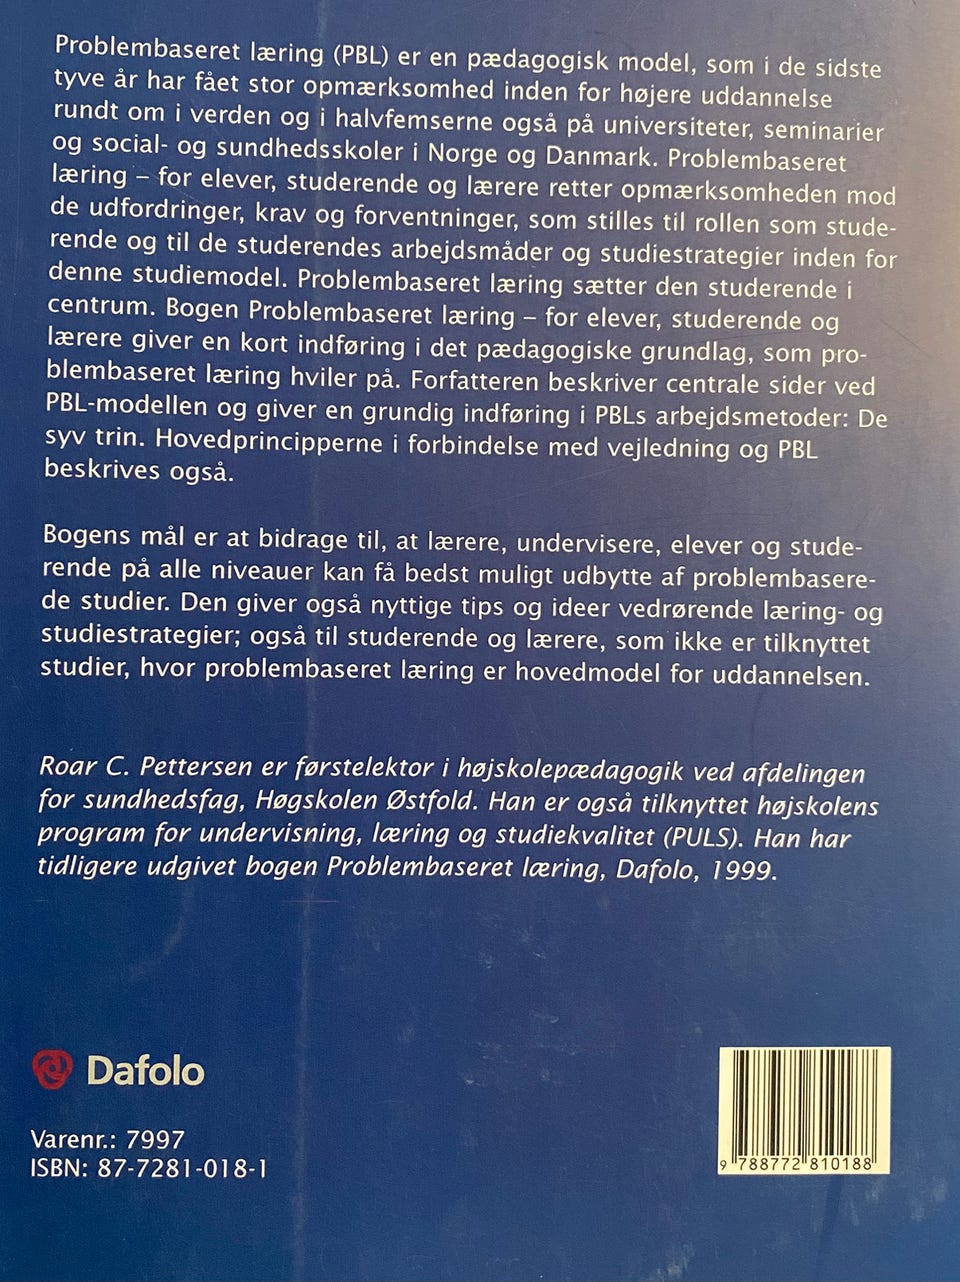 Problembaseret læring (PBL) er en pædagogisk model, som i de sidste
tyve år har fået stor opmærksomhed inden for højere uddannelse
rundt om i verden og i halvfemserne også på universiteter, seminarier
og social- og sundhedsskoler i Norge og Danmark. Problembaseret
læring – for elever, studerende og lærere retter opmærksomheden mod
de udfordringer, krav og forventninger, som stilles til rollen som stude-
rende og til de studerendes arbejdsmåder og studiestrategier inden for
denne studiemodel. Problembaseret læring sætter den studerende i
centrum. Bogen Problembaseret læring – for elever, studerende og
lærere giver en kort indføring i det pædagogiske grundlag, som pro-
blembaseret læring hviler på. Forfatteren beskriver centrale sider ved
PBL-modellen og giver en grundig indføring i PBLs arbejdsmetoder: De
syv trin. Hovedprincipperne i forbindelse med vejledning og PBL
beskrives også.
Bogens mål er at bidrage til, at lærere, undervisere, elever og stude-
rende på alle niveauer kan få bedst muligt udbytte af problembasere-
de studier. Den giver også nyttige tips og ideer vedrørende læring- og
studiestrategier; også til studerende og lærere, som ikke er tilknyttet
studier, hvor problembaseret læring er hovedmodel for uddannelsen.
Roar C. Pettersen er førstelektor i højskolepædagogik ved afdelingen
for sundhedsfag, Høgskolen Østfold. Han er også tilknyttet højskolens
program for undervisning, læring og studiekvalitet (PULS). Han har
tidligere udgivet bogen Problembaseret læring, Dafolo, 1999.
Dafolo
Varenr.: 7997
ISBN: 87-7281-018-1
9 788772 810188